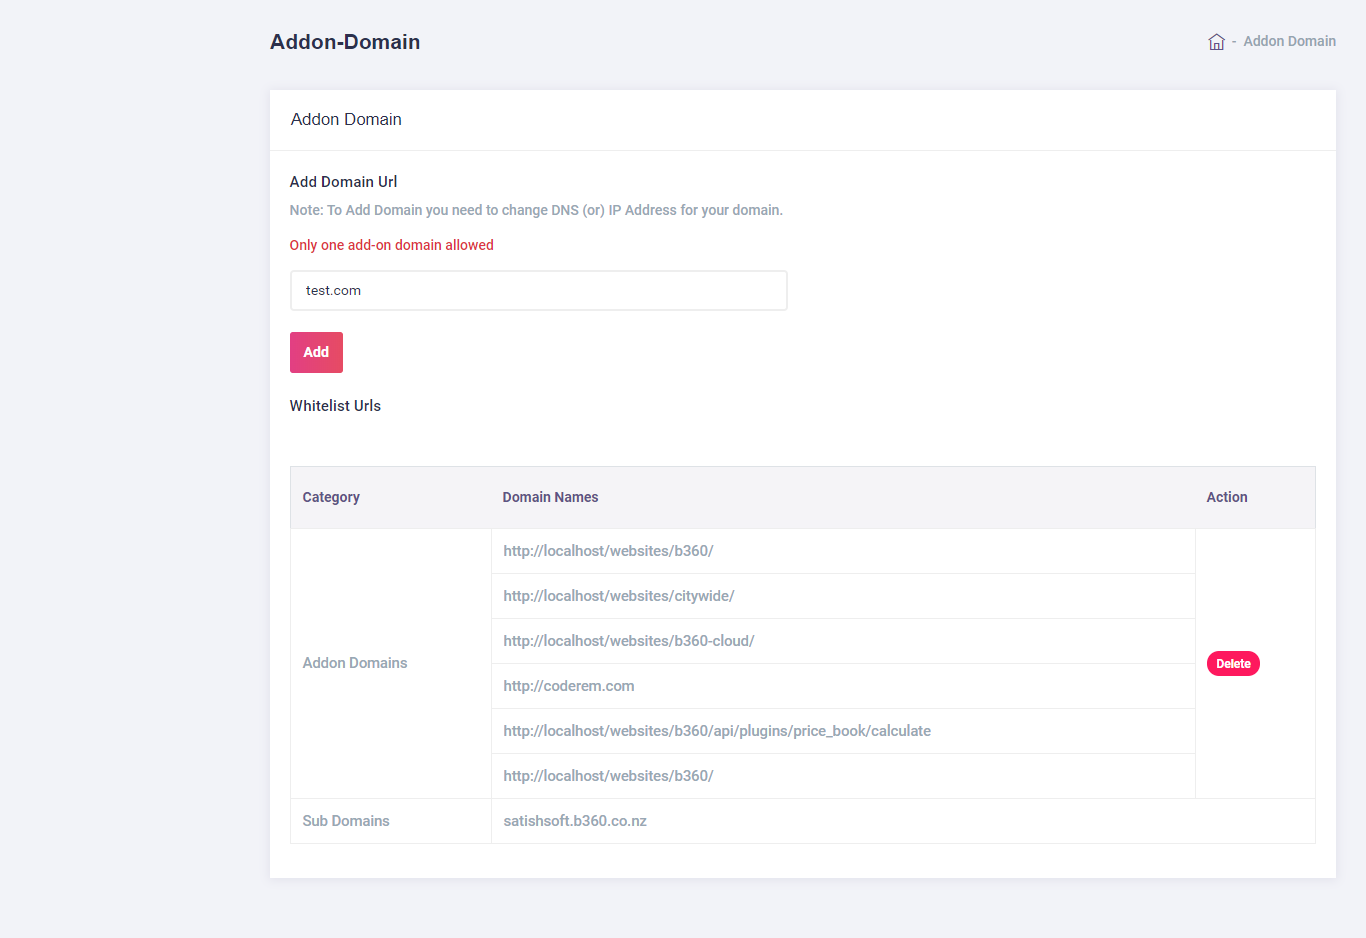 Addon-Domain
- Addon Domain
Addon Domain
Add Domain Url
Note: To Add Domain you need to change DNS (or) IP Address for your domain.
Only one add-on domain allowed
test.com
Add
Whitelist Urls
Category Domain Names Action
http://localhost/websites/b360/
http://localhost/websites/citywide/
http://localhost/websites/b360-cloud/
Addon Domains
Delete
http://coderem.com
http://localhost/websites/b360/api/plugins/price_book/calculate
http://localhost/websites/b360/
Sub Domains satishsoft.b360.co.nz